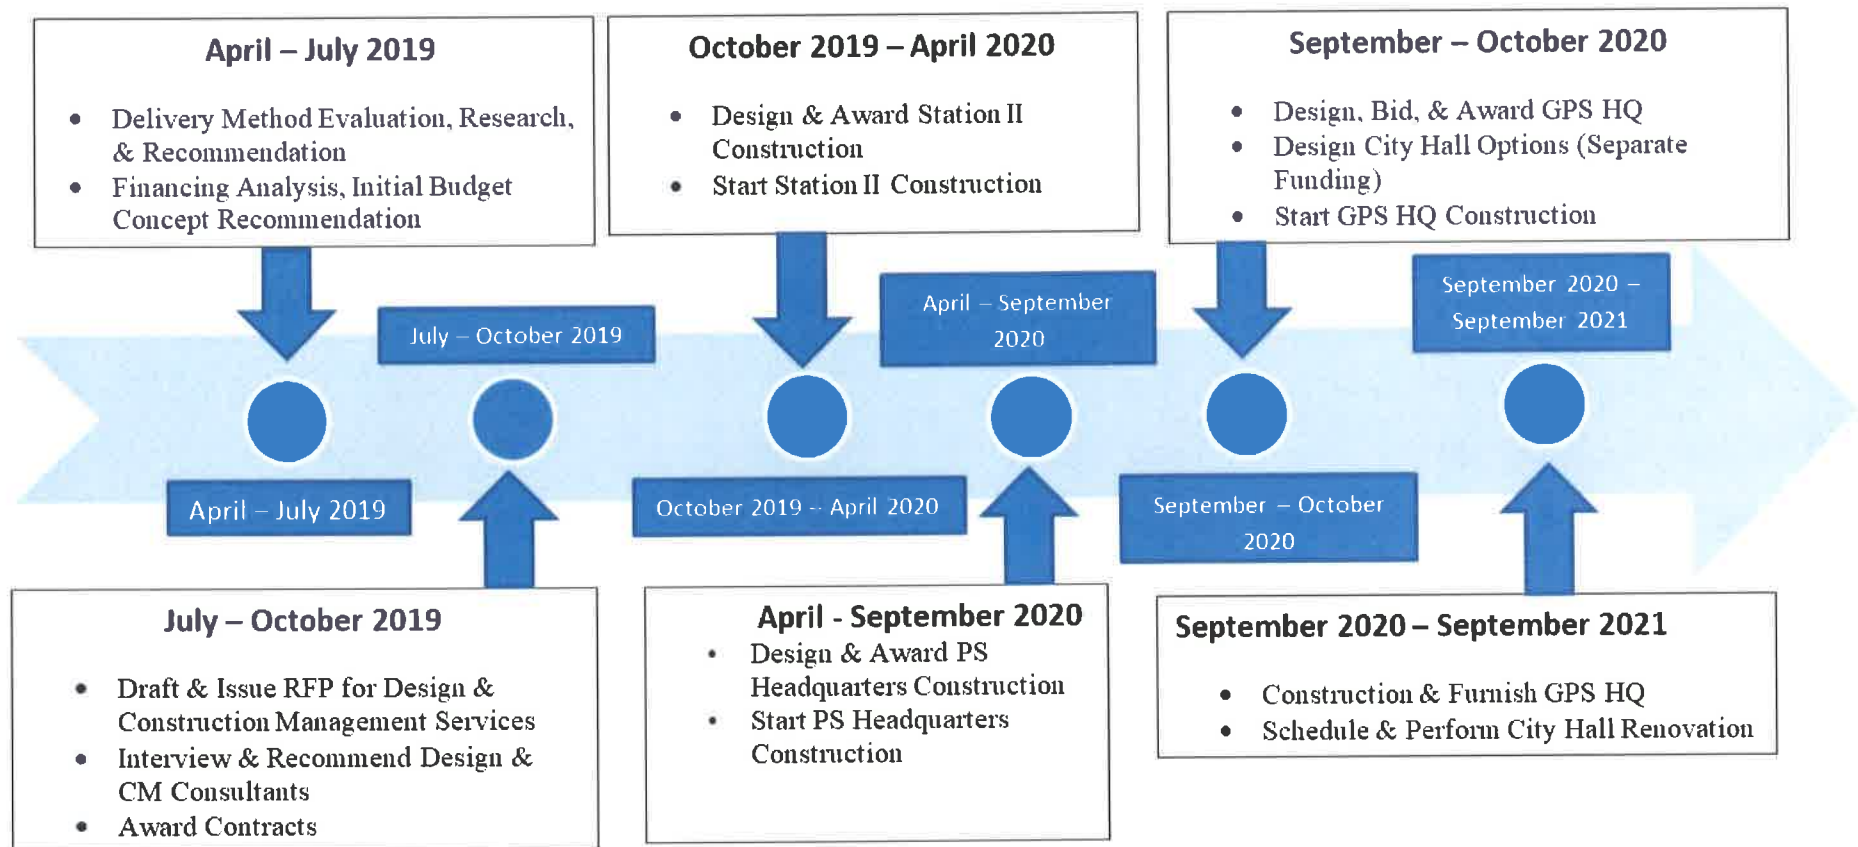 April – July 2019
• Delivery Method Evaluation, Research,
& Recommendation
• Financing Analysis, Initial Budget
Concept Recommendation
October 2019 – April 2020
• Design & Award Station II
Construction
• Start Station II Construction
September – October 2020
• Design, Bid, & Award GPS HQ
• Design City Hall Options (Separate
Funding)
• Start GPS HQ Construction
July – October 2019
April – September
2020
September 2020 –
September 2021
April – July 2019
October 2019 – April 2020
September – October
2020
July – October 2019
• Draft & Issue RFP for Design &
Construction Management Services
• Interview & Recommend Design &
CM Consultants
• Award Contracts
April - September 2020
• Design & Award PS
Headquarters Construction
• Start PS Headquarters
Construction
September 2020 – September 2021
• Construction & Furnish GPS HQ
• Schedule & Perform City Hall Renovation